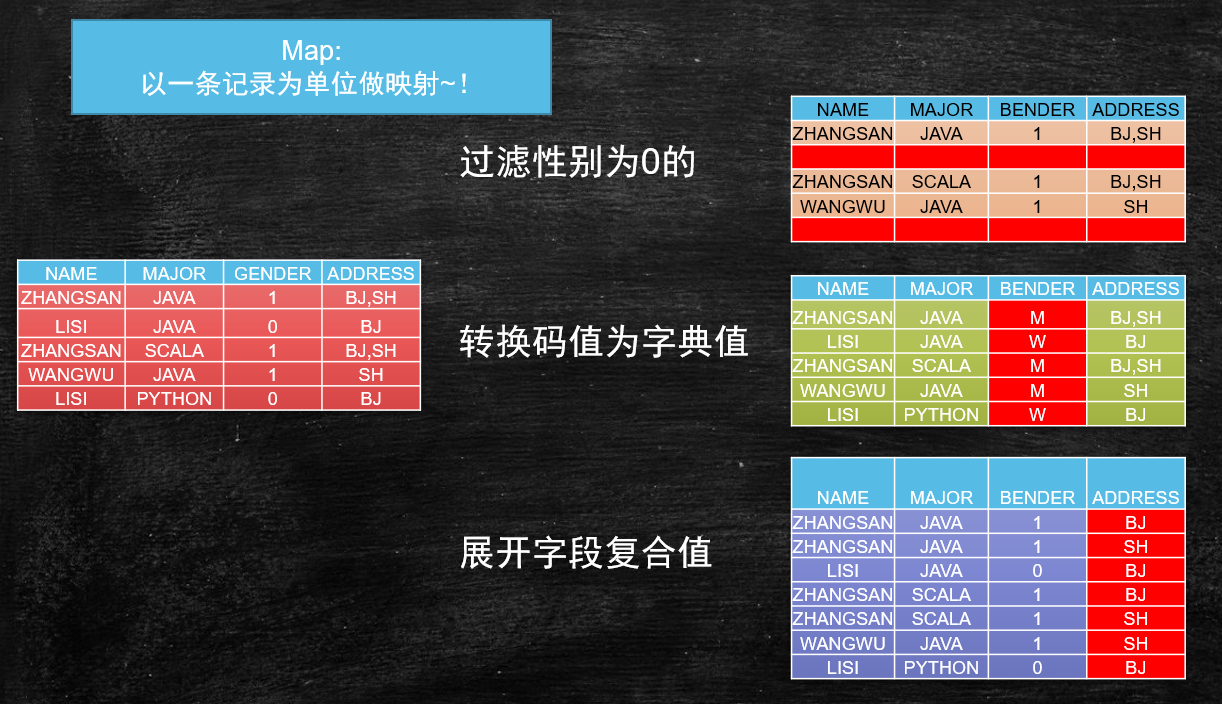 Map:
以一条记录为单位做映射~！
过滤性别为0的
NAME MAJOR BENDER ADDRESS
ZHANGSAN JAVA 1 BJ,SH
ZHANGSAN SCALA 1 BJ,SH
WANGWU JAVA 1 SH
NAME MAJOR GENDER ADDRESS
ZHANGSAN JAVA 1 BJ,SH
LISI JAVA 0 BJ
ZHANGSAN SCALA 1 BJ,SH
WANGWU JAVA 1 SH
LISI PYTHON 0 BJ
转换码值为字典值
NAME MAJOR BENDER ADDRESS
ZHANGSAN JAVA M BJ,SH
LISI JAVA W BJ
ZHANGSAN SCALA M BJ,SH
WANGWU JAVA M SH
LISI PYTHON W BJ
展开字段复合值
NAME MAJOR BENDER ADDRESS
ZHANGSAN JAVA 1 BJ
ZHANGSAN JAVA 1 SH
LISI JAVA 0 BJ
ZHANGSAN SCALA 1 BJ
ZHANGSAN SCALA 1 SH
WANGWU JAVA 1 SH
LISI PYTHON 0 BJ